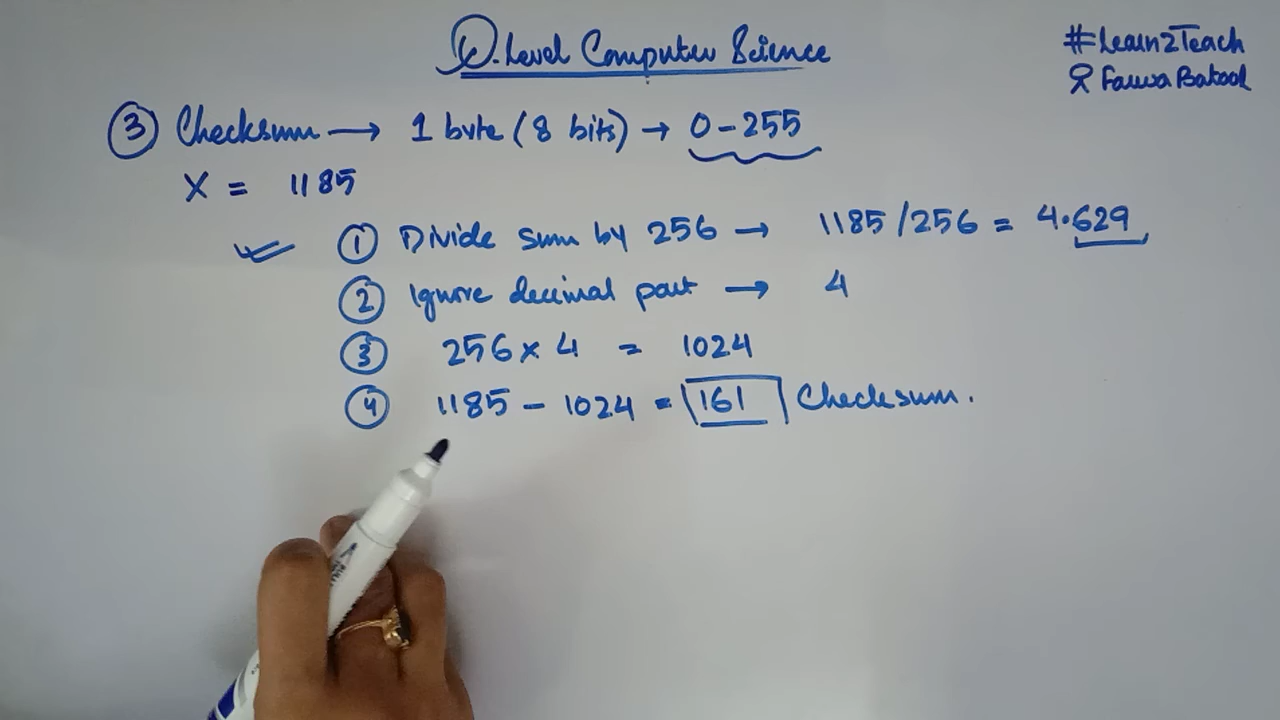 O.Level Computer Science
#Learn2Teach
Farwa Batool
③ Checksum → 1 byte (8 bits) → 0-255
X = 1185
① Divide sum by 256 → 1185/256 = 4.629
② Ignore decimal part → 4
③ 256 × 4 = 1024
④ 1185 - 1024 = 161 Checksum.